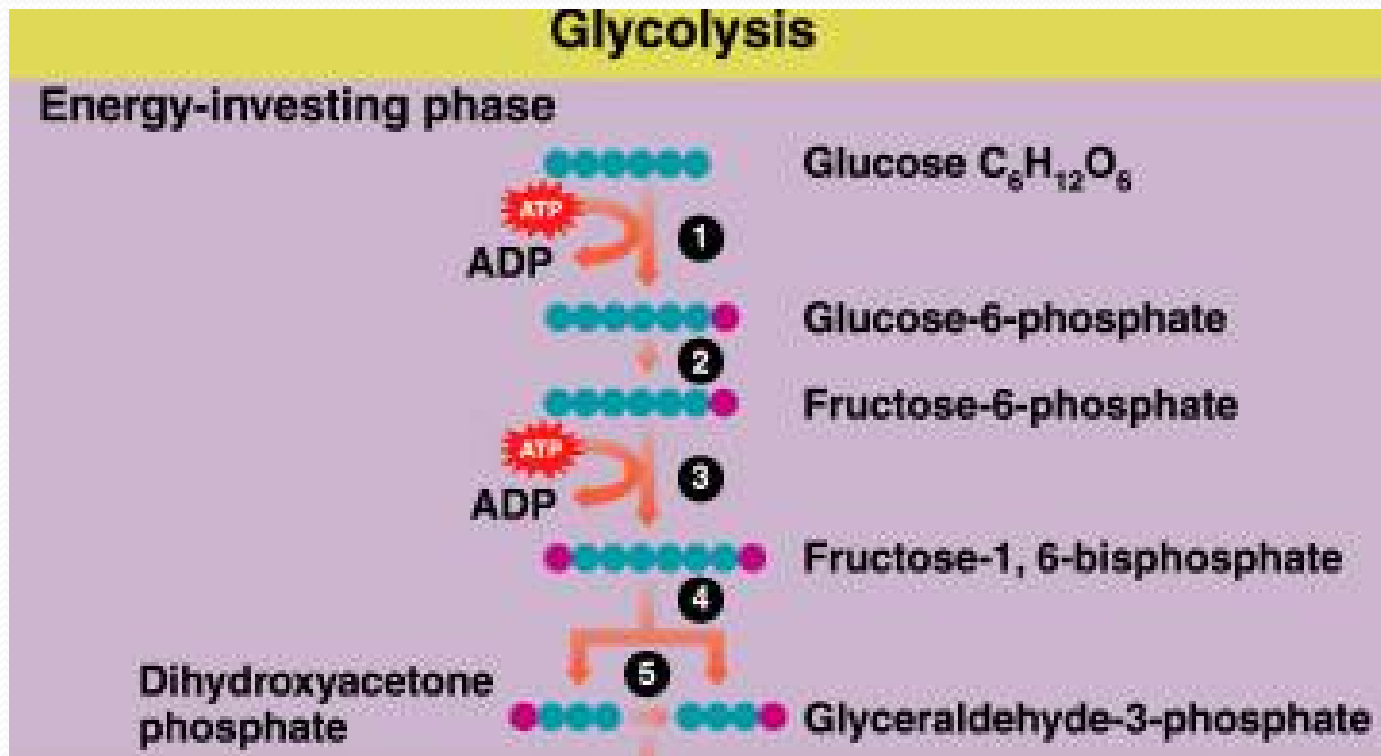 Glycolysis
Energy-investing phase
Glucose C₆H₁₂O₆
ATP
ADP
1
Glucose-6-phosphate
2
Fructose-6-phosphate
ATP
ADP
3
Fructose-1, 6-bisphosphate
4
5
Dihydroxyacetone
phosphate
Glyceraldehyde-3-phosphate